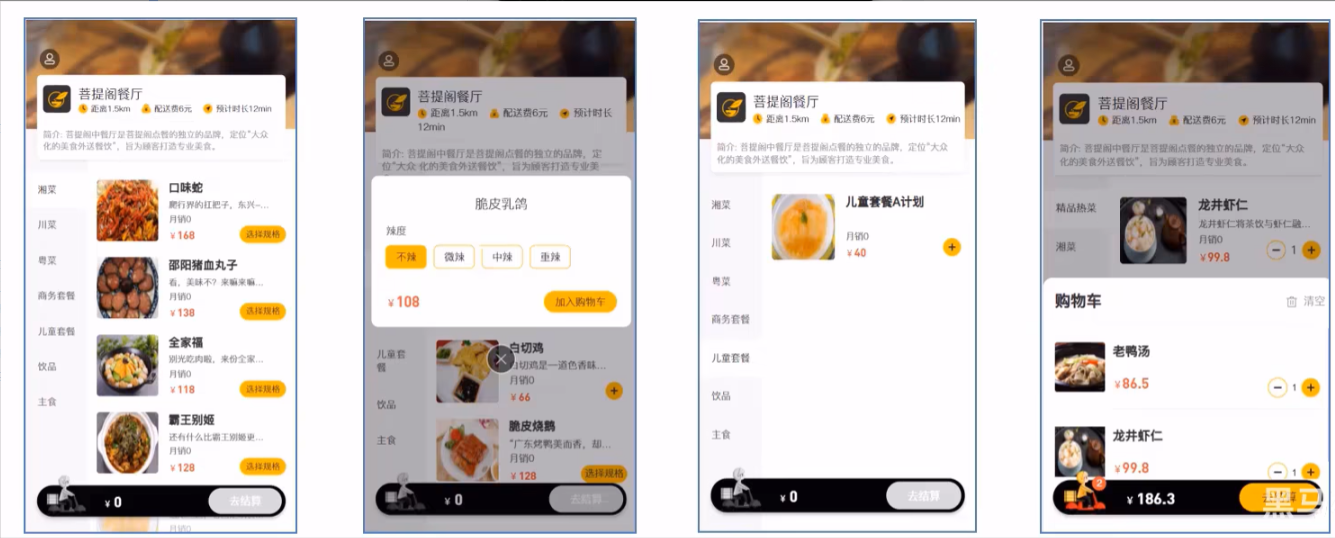 菩提阁餐厅
距离1.5km 配送费6元 预计时长12min
简介: 菩提阁中餐厅是菩提阁点餐的独立的品牌，定位“大众
化的美食外送餐饮”，旨为顾客打造专业美食。
湘菜
川菜
粤菜
商务套餐
儿童套餐
饮品
主食
口味蛇
爬行界的扛把子，东兴-...
月销0
¥168
选择规格
邵阳猪血丸子
看，美味不？来嘛来嘛...
月销0
¥138
选择规格
全家福
别光吃肉啦，来份全家...
月销0
¥118
选择规格
霸王别姬
还有什么比霸王别姬更...
月销0
¥128
选择规格
¥ 0
去结算
月销0
菩提阁餐厅
距离1.5km 配送费6元 预计时长
12min
简介: 菩提阁中餐厅是菩提阁点餐的独立的品牌，定
位“大众 化的美食外送餐饮”，旨为顾客打造专业美
脆皮乳鸽
辣度
不辣 微辣 中辣 重辣
¥108
加入购物车
儿童套
餐
饮品
主食
白切鸡
白切鸡是一道色香味...
月销0
¥66
脆皮烧鹅
“广东烤鸭美而香，却...
月销0
¥128
选择规格
¥ 0
去结算
菩提阁餐厅
距离1.5km 配送费6元 预计时长12min
简介: 菩提阁中餐厅是菩提阁点餐的独立的品牌，定位“大众
化的美食外送餐饮”，旨为顾客打造专业美食。
湘菜
川菜
粤菜
商务套餐
儿童套餐
饮品
主食
儿童套餐A计划
月销0
¥40
¥ 0
去结算
菩提阁餐厅
距离1.5km 配送费6元 预计时长12min
简介: 菩提阁中餐厅是菩提阁点餐的独立的品牌，定位“大众
化的美食外送餐饮”，旨为顾客打造专业美食。
精品热菜
湘菜
龙井虾仁
龙井虾仁将茶饮与虾仁融...
月销0
¥99.8
1
购物车
清空
老鸭汤
¥86.5
1
龙井虾仁
¥99.8
1
2
¥ 186.3